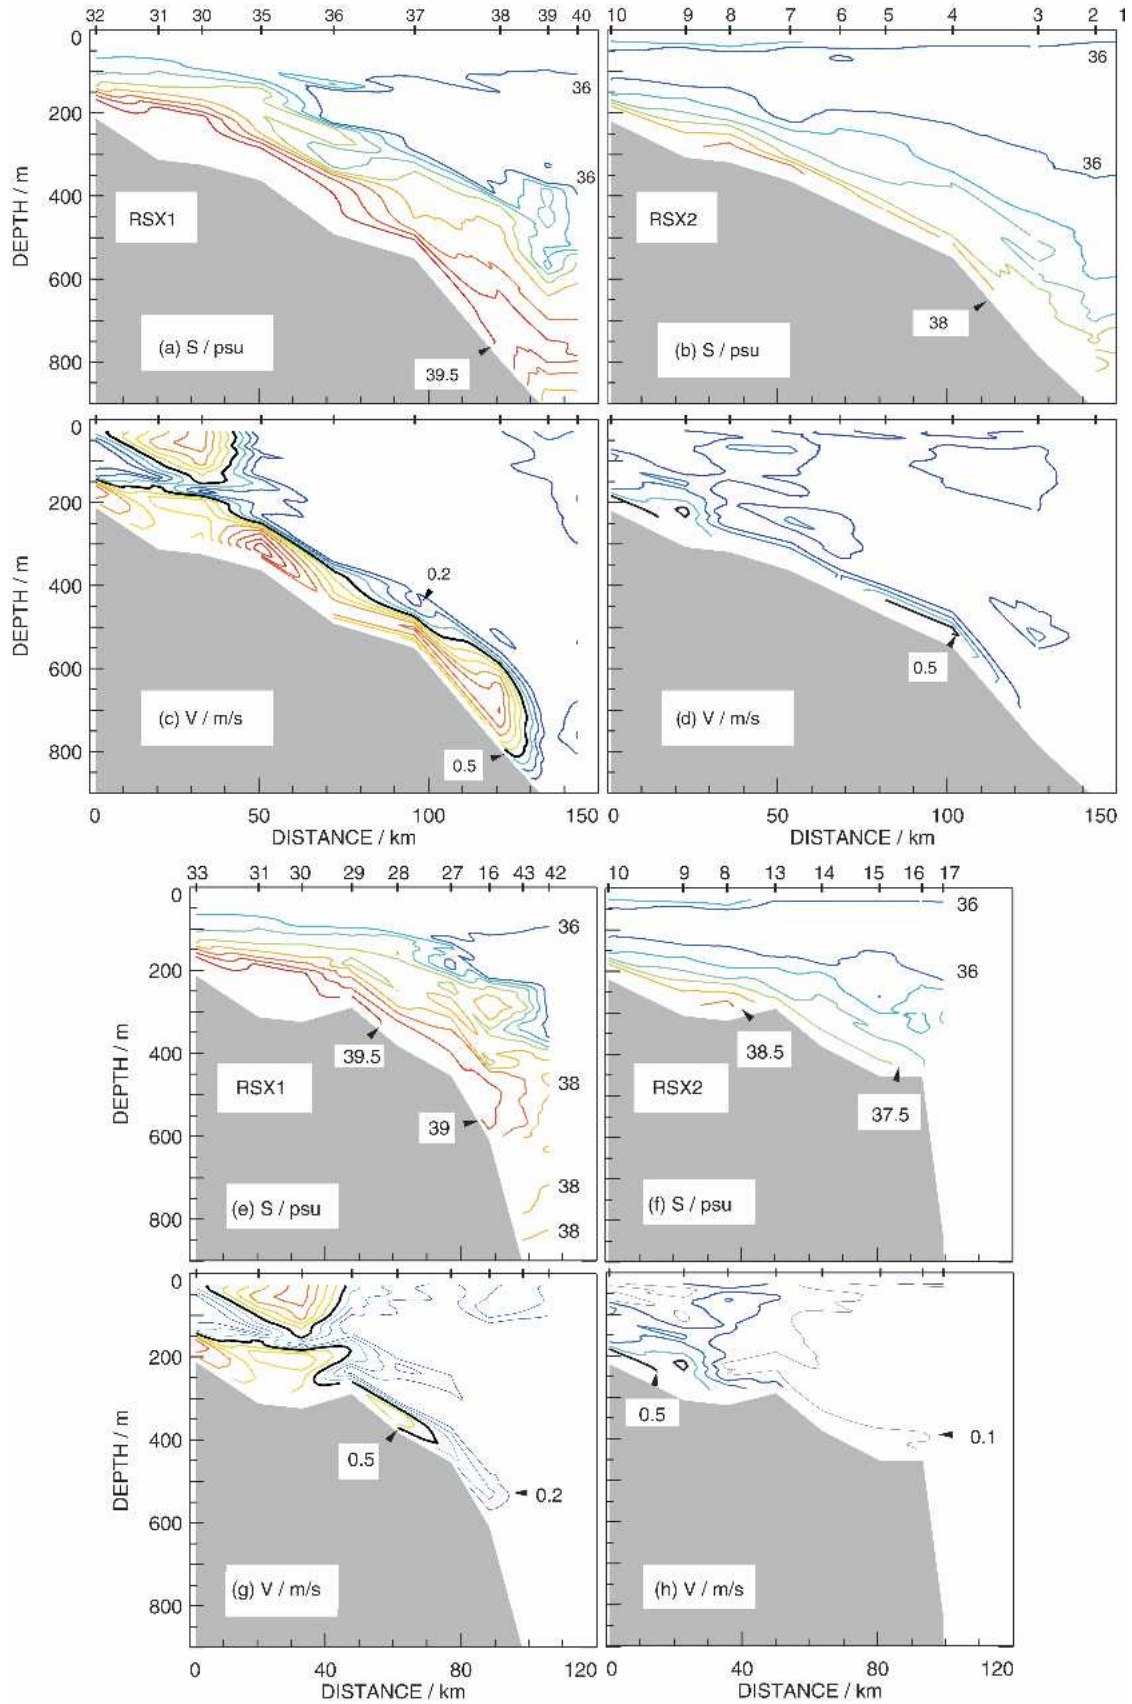 32 31 30 35 36 37 38 39 40
10 9 8 7 6 5 4 3 2 1
0
200
400
600
800
DEPTH / m
36
36
RSX1
(a) S / psu
39.5
36
36
RSX2
(b) S / psu
38
0
200
400
600
800
DEPTH / m
0.2
(c) V / m/s
0.5
0.5
(d) V / m/s
0 50 100 150
0 50 100 150
DISTANCE / km
DISTANCE / km
33 31 30 29 28 27 16 43 42
10 9 8 13 14 15 16 17
0
200
400
600
800
DEPTH / m
36
39.5
RSX1
38
39
38
38
(e) S / psu
36
36
38.5
RSX2
37.5
(f) S / psu
0
200
400
600
800
DEPTH / m
0.5
0.2
(g) V / m/s
0.5
0.1
(h) V / m/s
0 40 80 120
0 40 80 120
DISTANCE / km
DISTANCE / km